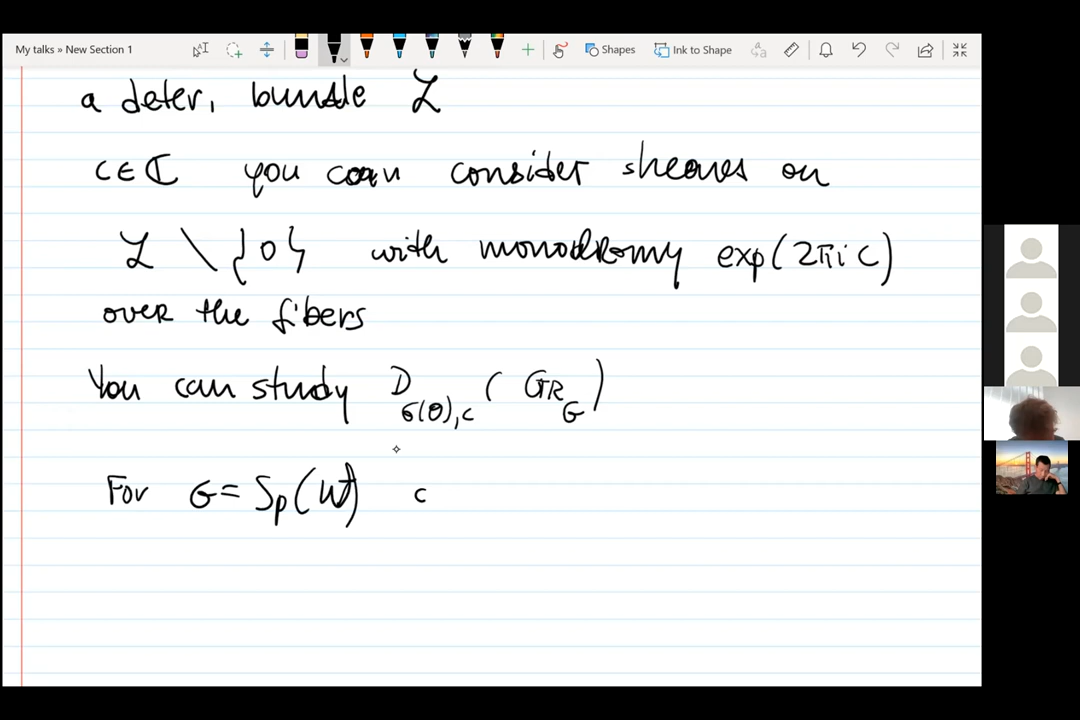 My talks » New Section 1
Shapes
Ink to Shape
a deter, bundle ℒ
c∈ℂ you can consider sheaves on
ℒ \ {0} with monodromy exp(2πi c)
over the fibers
You can study D_{G(O),c} (GR_G)
For G = Sp(W) c